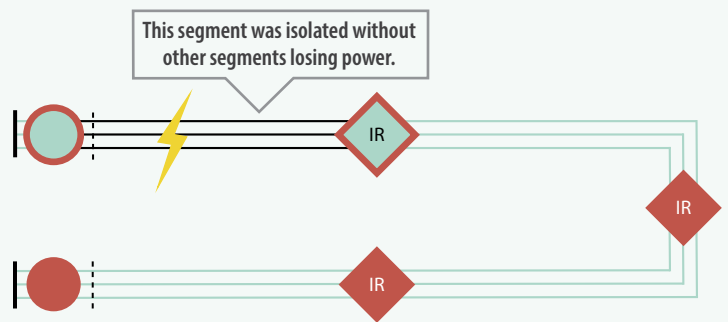 This segment was isolated without
other segments losing power.
IR
IR
IR